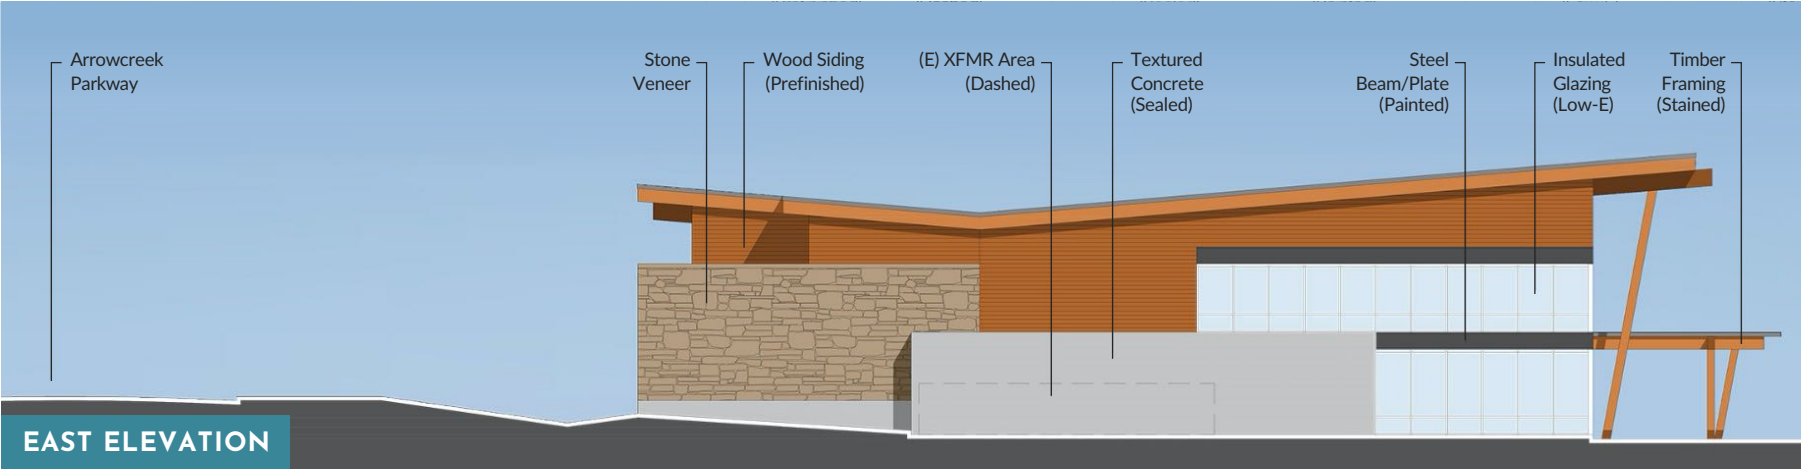 Arrowcreek
Parkway
Stone
Veneer
Wood Siding
(Prefinished)
(E) XFMR Area
(Dashed)
Textured
Concrete
(Sealed)
Steel
Beam/Plate
(Painted)
Insulated
Glazing
(Low-E)
Timber
Framing
(Stained)
EAST ELEVATION